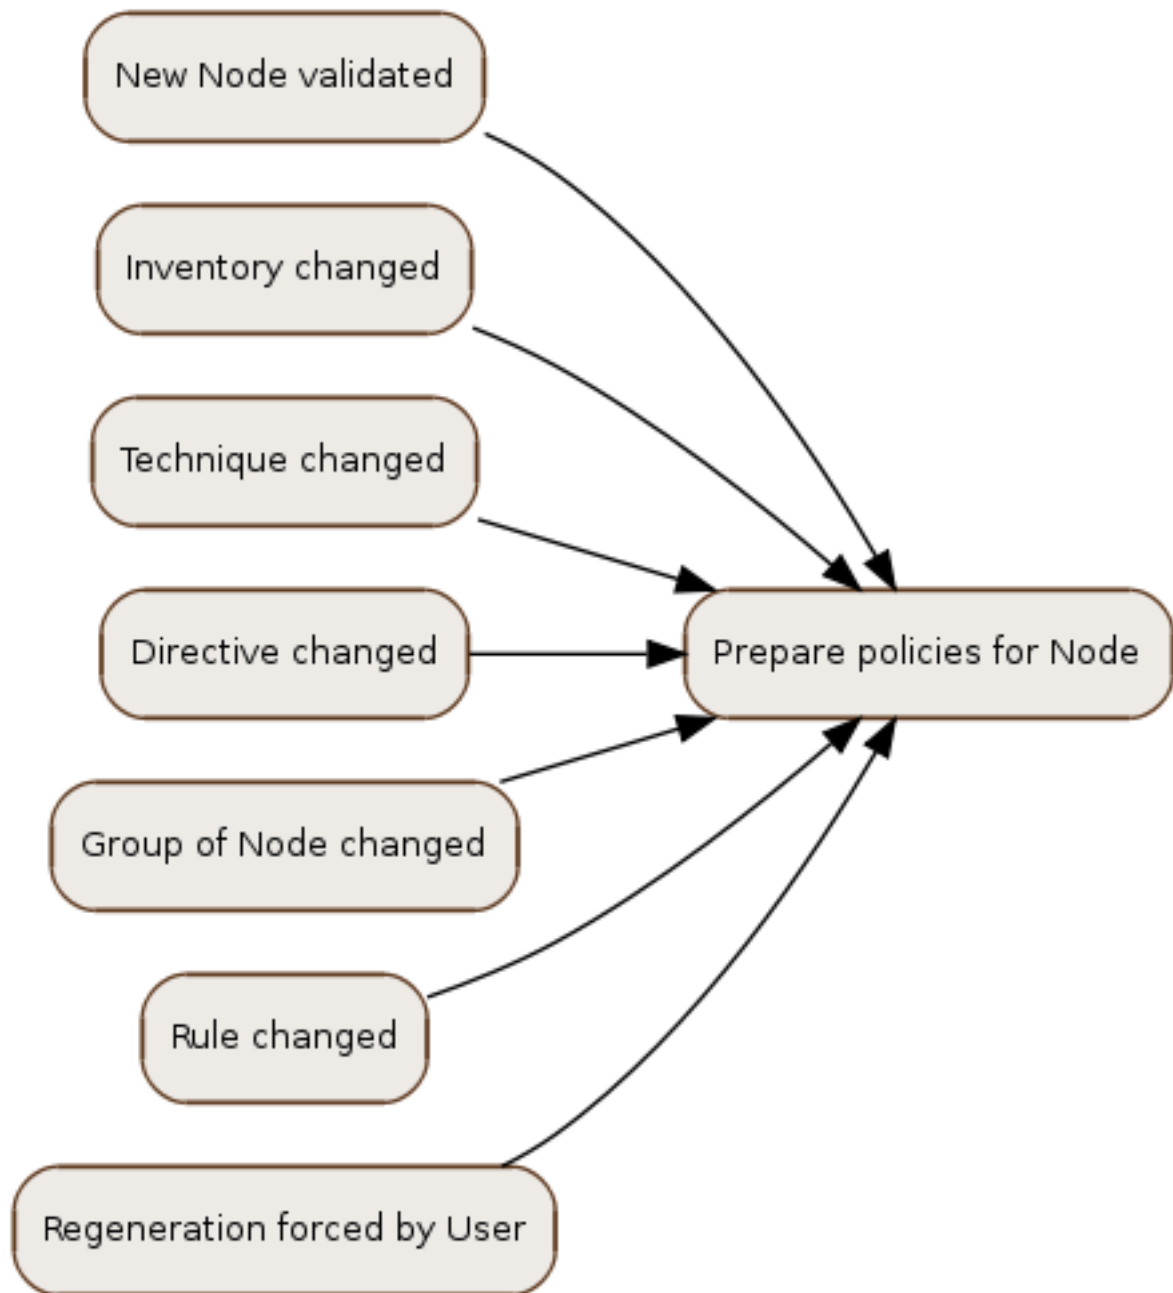 New Node validated
Inventory changed
Technique changed
Directive changed
Prepare policies for Node
Group of Node changed
Rule changed
Regeneration forced by User